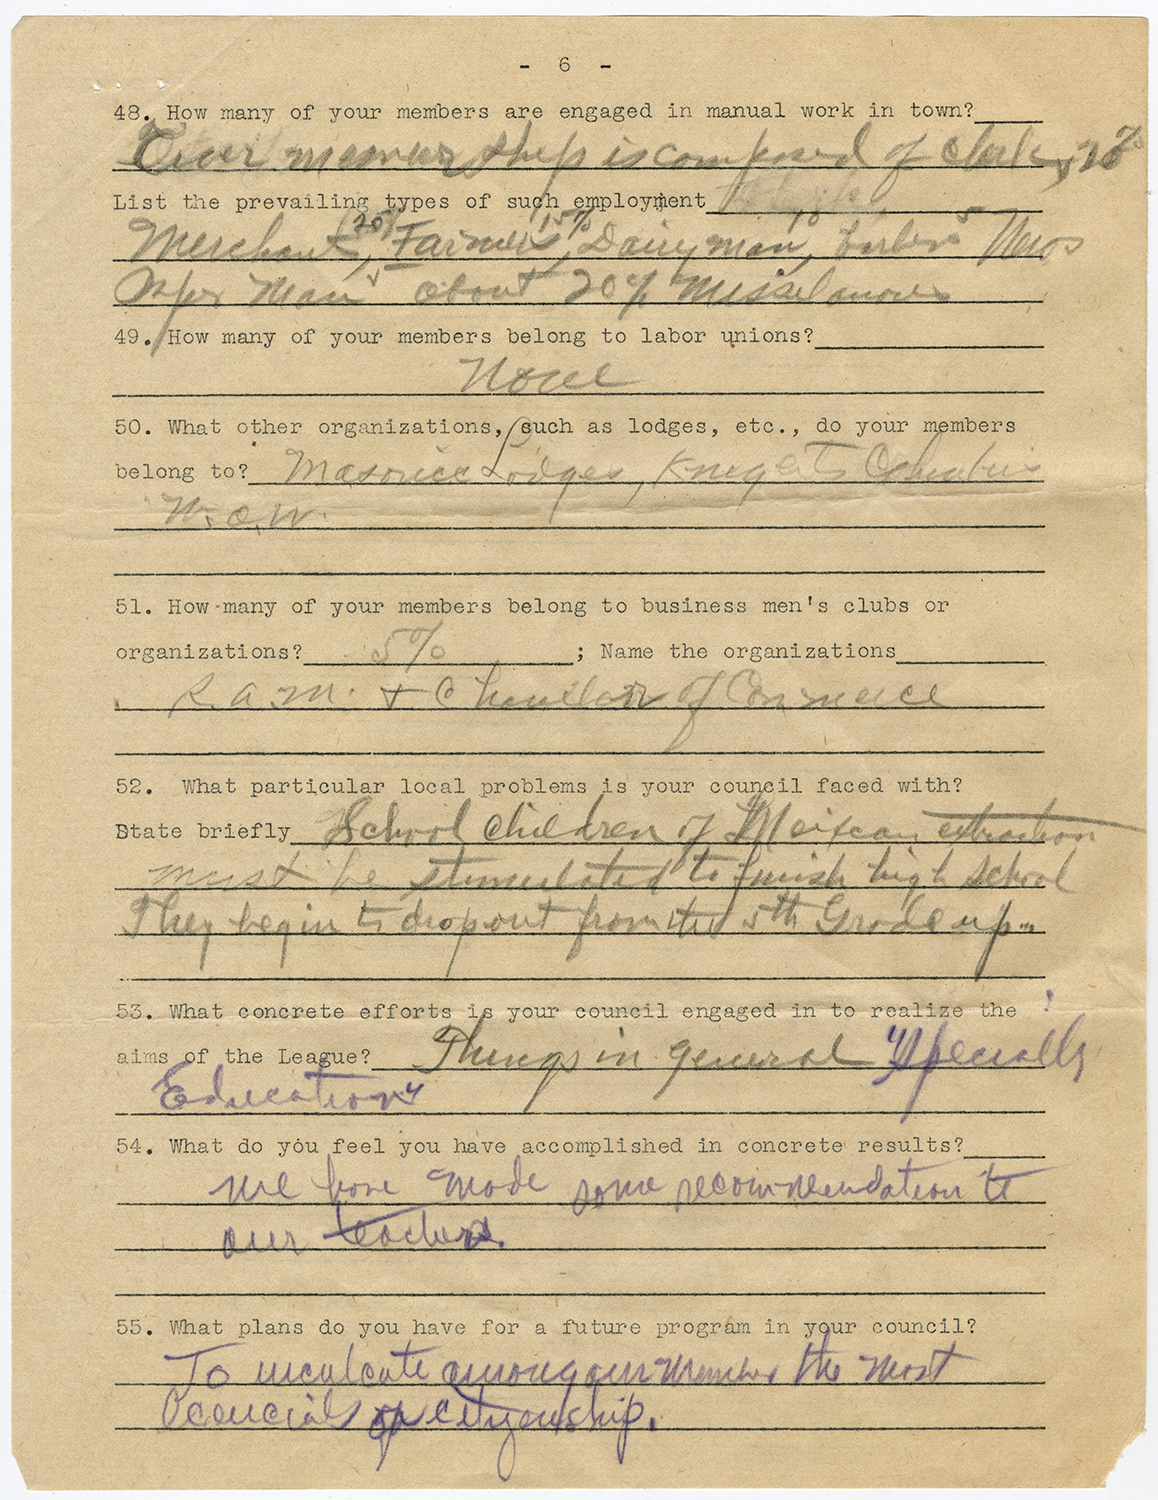 - 6 -
48. How many of your members are engaged in manual work in town?
Our membership is composed of clerks,
List the prevailing types of such employment
Merchants, (20%) Farmers, 15% Dairyman, 10 barbers 5 News
paper Man about 20% Misselanous
49. How many of your members belong to labor unions?
None
50. What other organizations, such as lodges, etc., do your members
belong to? Masonic Lodges, Knights Columbus
W.O.W.
51. How many of your members belong to business men's clubs or
organizations? 5% ; Name the organizations
R.A.M. + Chamber of Commerce
52. What particular local problems is your council faced with?
State briefly School children of Meixcan extraction
must be stimulated to finish high school
They begin to drop out from the 5th Grade up.
53. What concrete efforts is your council engaged in to realize the
aims of the League? Things in general "Specially
Education"
54. What do you feel you have accomplished in concrete results?
We have made some recommendation to
our teachers.
55. What plans do you have for a future program in your council?
To inculcate among our members the most
of citizenship.